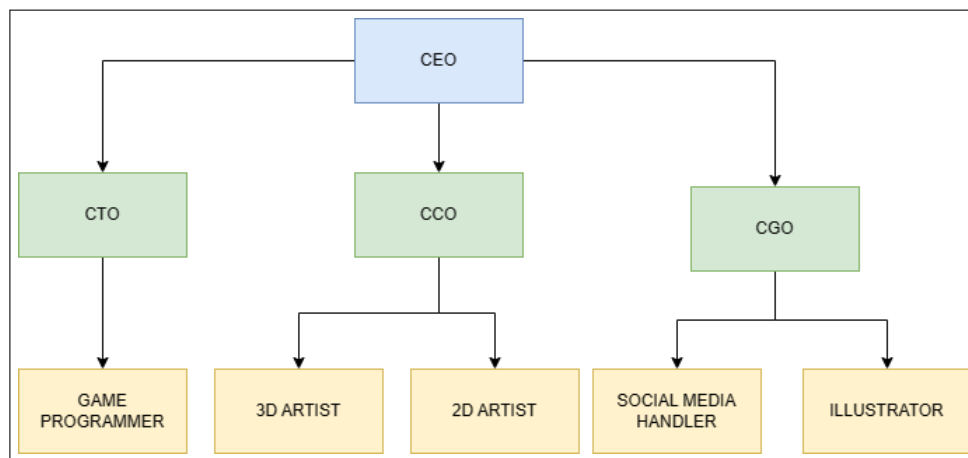 CEO
CTO
CCO
CGO
GAME
PROGRAMMER
3D ARTIST
2D ARTIST
SOCIAL MEDIA
HANDLER
ILLUSTRATOR